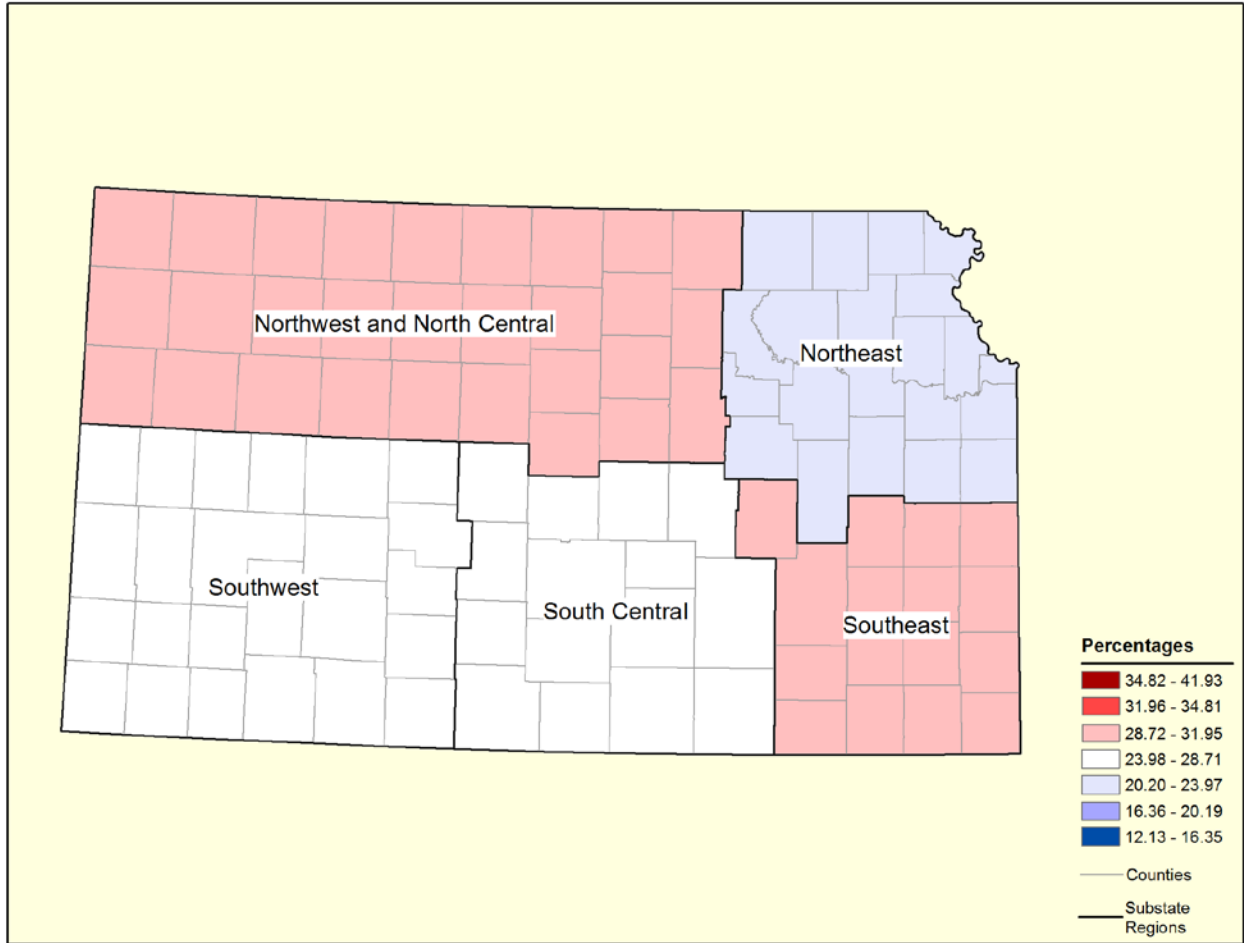 Northwest and North Central
Northeast
Southwest
South Central
Southeast
Percentages
34.82 - 41.93
31.96 - 34.81
28.72 - 31.95
23.98 - 28.71
20.20 - 23.97
16.36 - 20.19
12.13 - 16.35
Counties
Substate
Regions